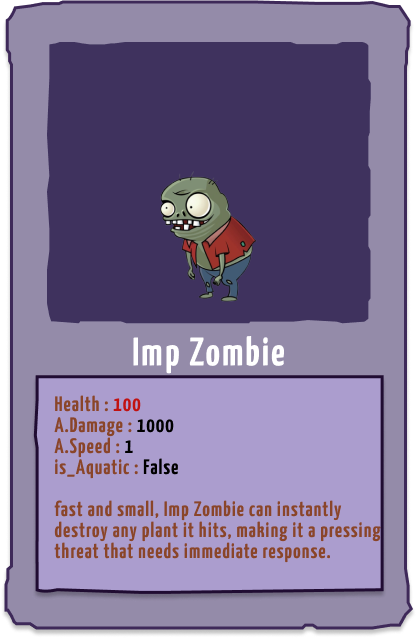 Imp Zombie
Health : 100
A.Damage : 1000
A.Speed : 1
is_Aquatic : False
fast and small, Imp Zombie can instantly
destroy any plant it hits, making it a pressing
threat that needs immediate response.